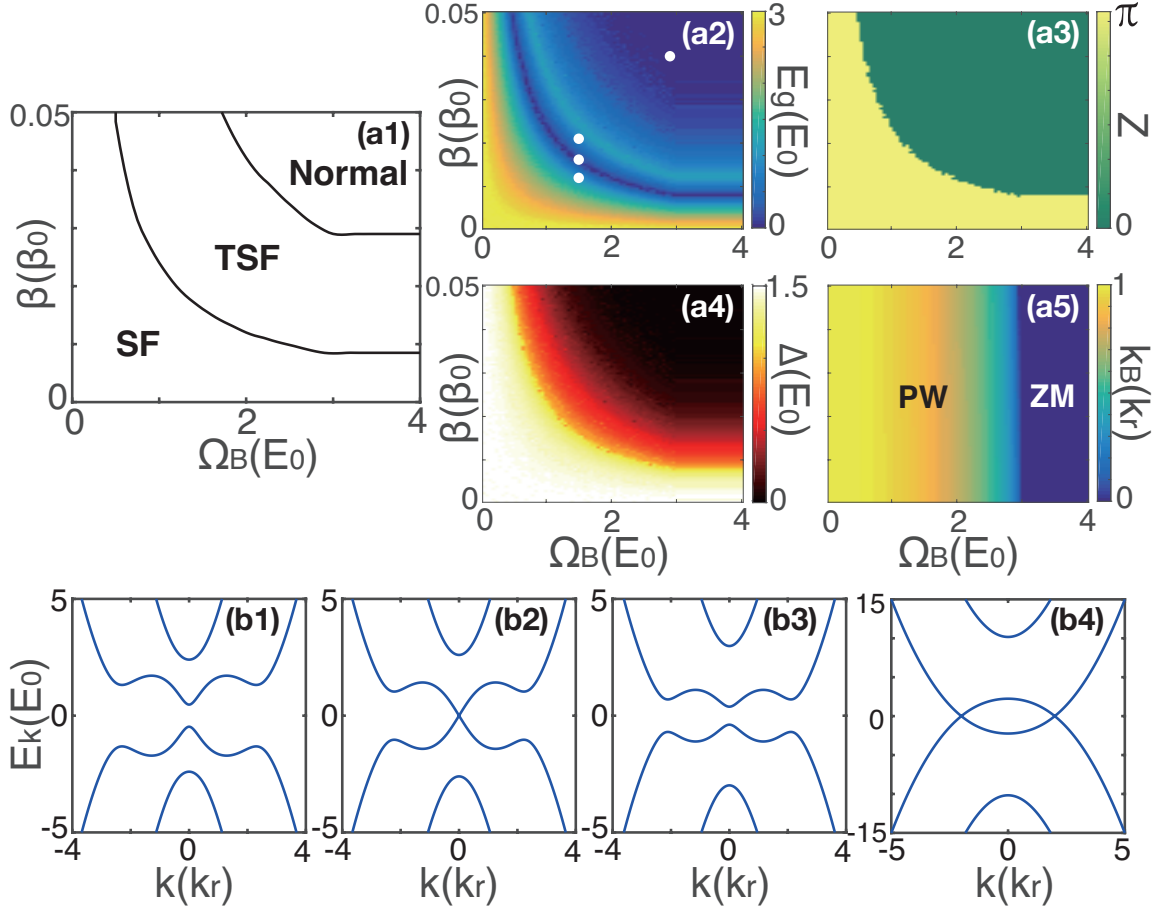 (a1)
0.05
β(β0)
0
SF
TSF
Normal
0
2
4
ΩB(E0)
(a2)
0.05
β(β0)
0
0
2
4
3
Eg(E0)
0
(a3)
0
2
4
π
Z
0
(a4)
0.05
β(β0)
0
0
2
4
ΩB(E0)
1.5
Δ(E0)
0
(a5)
PW
ZM
0
2
4
ΩB(E0)
1
kB(kr)
0
(b1)
5
0
-5
Ek(E0)
-4
0
4
k(kr)
(b2)
5
0
-5
-4
0
4
k(kr)
(b3)
5
0
-5
-4
0
4
k(kr)
(b4)
15
0
-15
-5
0
5
k(kr)